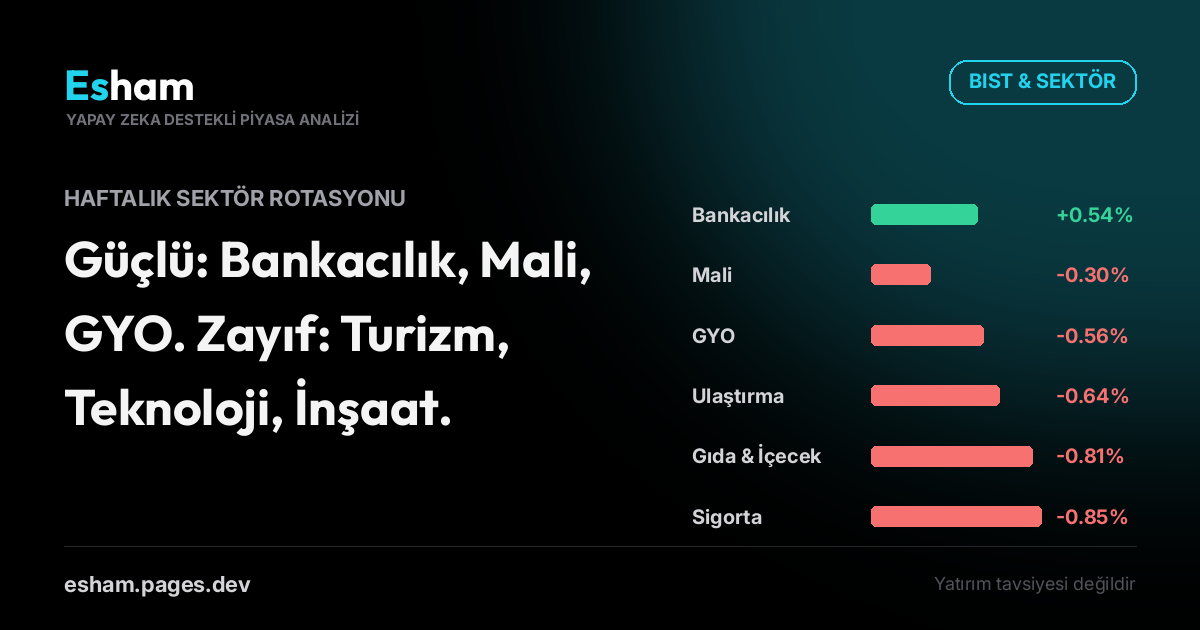 Esham
YAPAY ZEKA DESTEKLİ PİYASA ANALİZİ
BIST & SEKTÖR
HAFTALIK SEKTÖR ROTASYONU
Güçlü: Bankacılık, Mali,
GYO. Zayıf: Turizm,
Teknoloji, İnşaat.
Bankacılık +0.54%
Mali -0.30%
GYO -0.56%
Ulaştırma -0.64%
Gıda & İçecek -0.81%
Sigorta -0.85%
esham.pages.dev
Yatırım tavsiyesi değildir